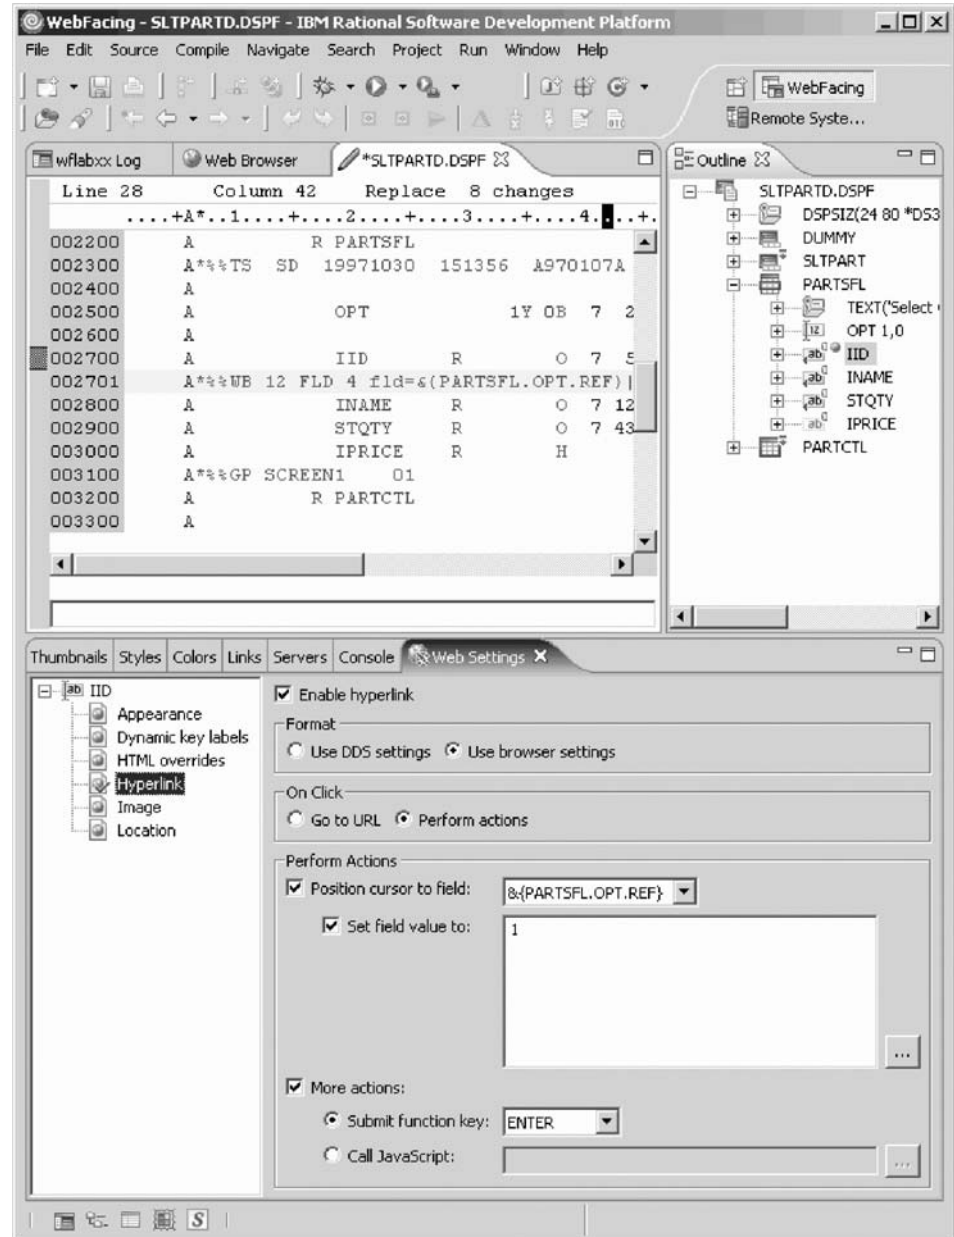 WebFacing - SLTPARTD.DSPF - IBM Rational Software Development Platform
File Edit Source Compile Navigate Search Project Run Window Help
WebFacing
Remote Syste...
wflabxx Log Web Browser *SLTPARTD.DSPF
Line 28 Column 42 Replace 8 changes
....+A*..1....+....2....+....3....+....4....+.
002200 A R PARTSFL
002300 A*%%TS SD 19971030 151356 A970107A
002400 A
002500 A OPT 1Y OB 7 2
002600 A
002700 A IID R O 7 5
002701 A*%%WB 12 FLD 4 fld=&(PARTSFL.OPT.REF)|
002800 A INAME R O 7 12
002900 A STQTY R O 7 43
003000 A IPRICE R H
003100 A*%%GP SCREEN1 01
003200 A R PARTCTL
003300 A
Outline
SLTPARTD.DSPF
DSPSIZ(24 80 *DS3
DUMMY
SLTPART
PARTSFL
TEXT('Select
OPT 1,0
IID
INAME
STQTY
IPRICE
PARTCTL
Thumbnails Styles Colors Links Servers Console Web Settings
IID
Appearance
Dynamic key labels
HTML overrides
Hyperlink
Image
Location
Enable hyperlink
Format
Use DDS settings Use browser settings
On Click
Go to URL Perform actions
Perform Actions
Position cursor to field: &{PARTSFL.OPT.REF}
Set field value to: 1
...
More actions:
Submit function key: ENTER
Call JavaScript: ...
S